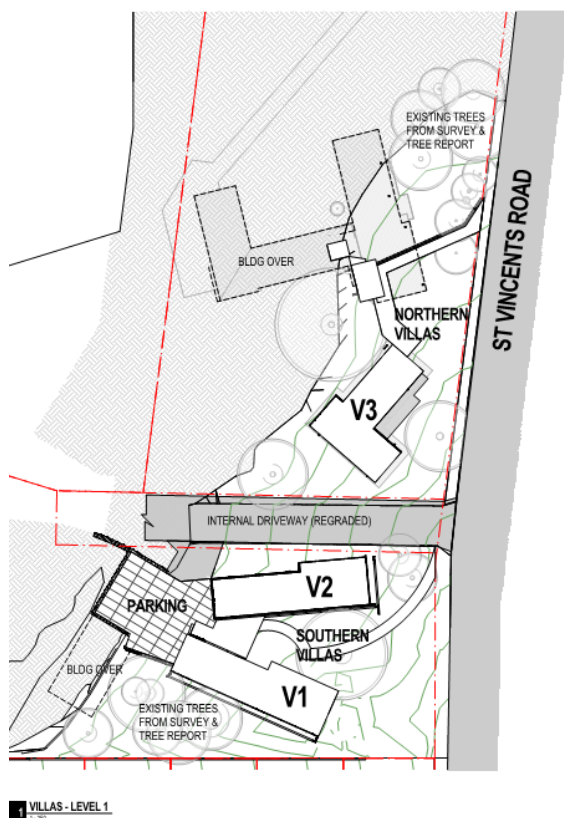 EXISTING TREES
FROM SURVEY &
TREE REPORT
ST VINCENTS ROAD
BLDG OVER
NORTHERN
VILLAS
V3
INTERNAL DRIVEWAY (REGRADED)
V2
PARKING
SOUTHERN
VILLAS
BLDG OVER
V1
EXISTING TREES
FROM SURVEY &
TREE REPORT
1 VILLAS - LEVEL 1